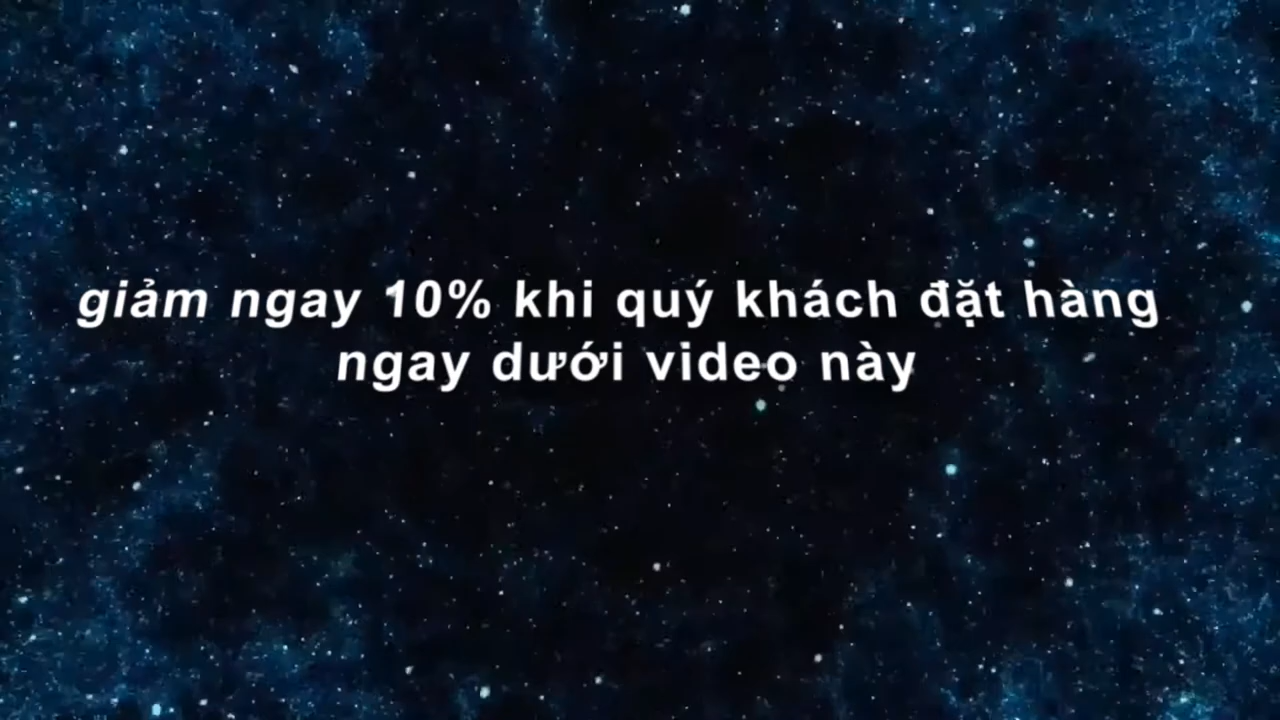 giảm ngay 10% khi quý khách đặt hàng
ngay dưới video này